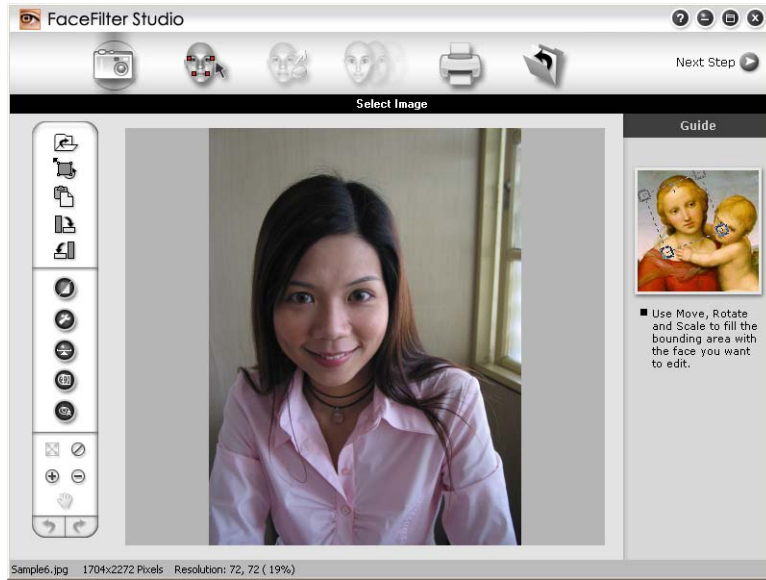 FaceFilter Studio
?
Next Step
Select Image
Guide
Use Move, Rotate
and Scale to fill the
bounding area with
the face you want
to edit.
Sample6.jpg 1704x2272 Pixels Resolution: 72, 72 ( 19%)